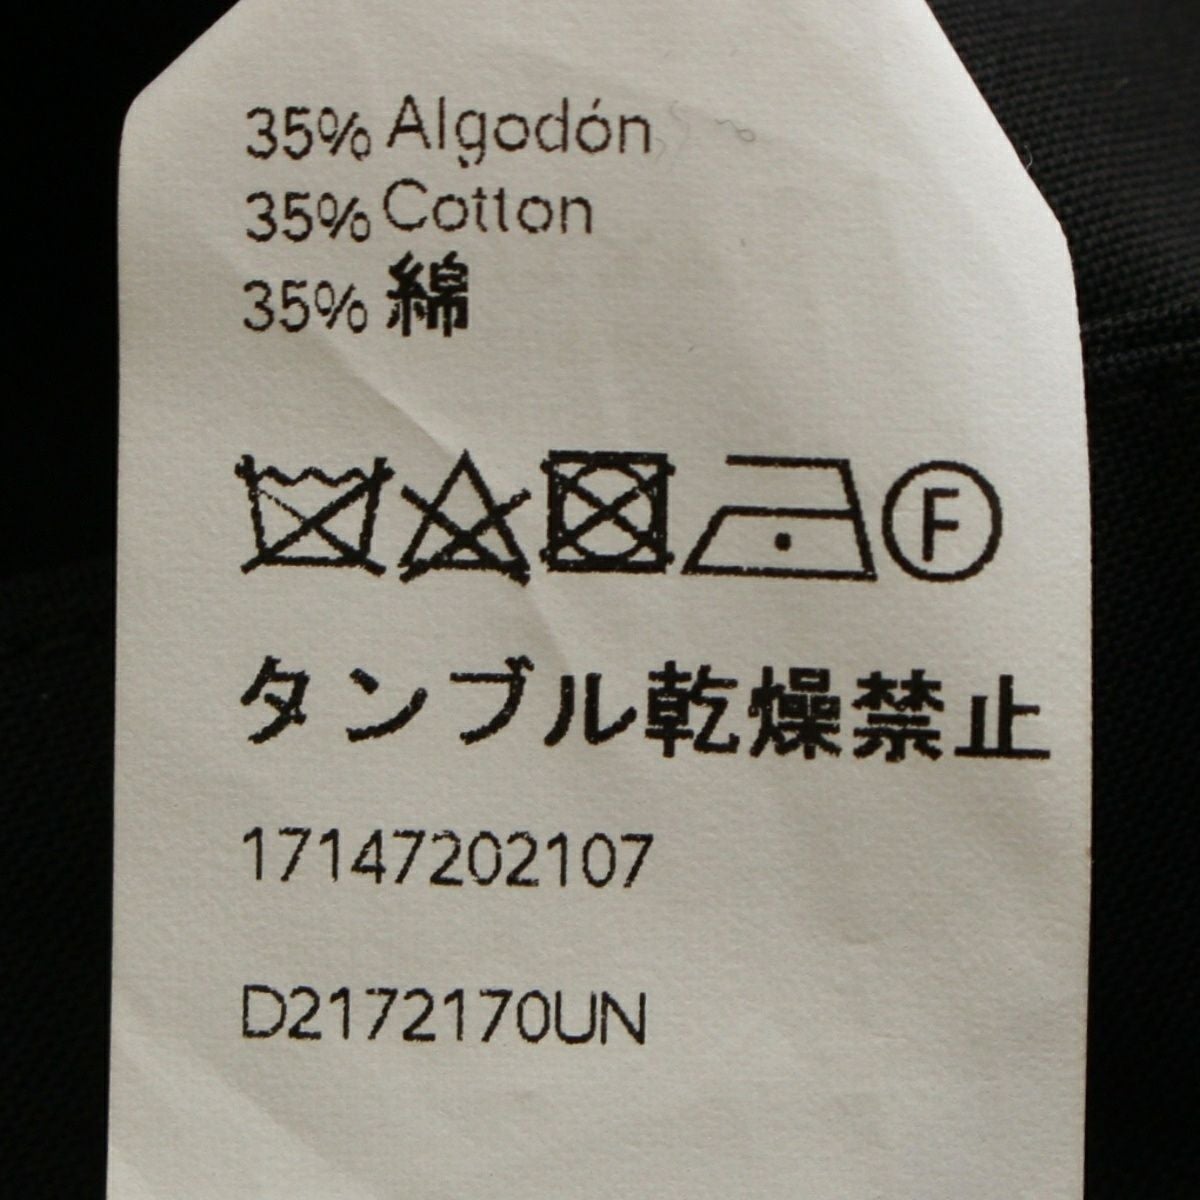 35% Algodón
35% Cotton
35% 綿
F
タンブル乾燥禁止
17147202107
D2172170UN